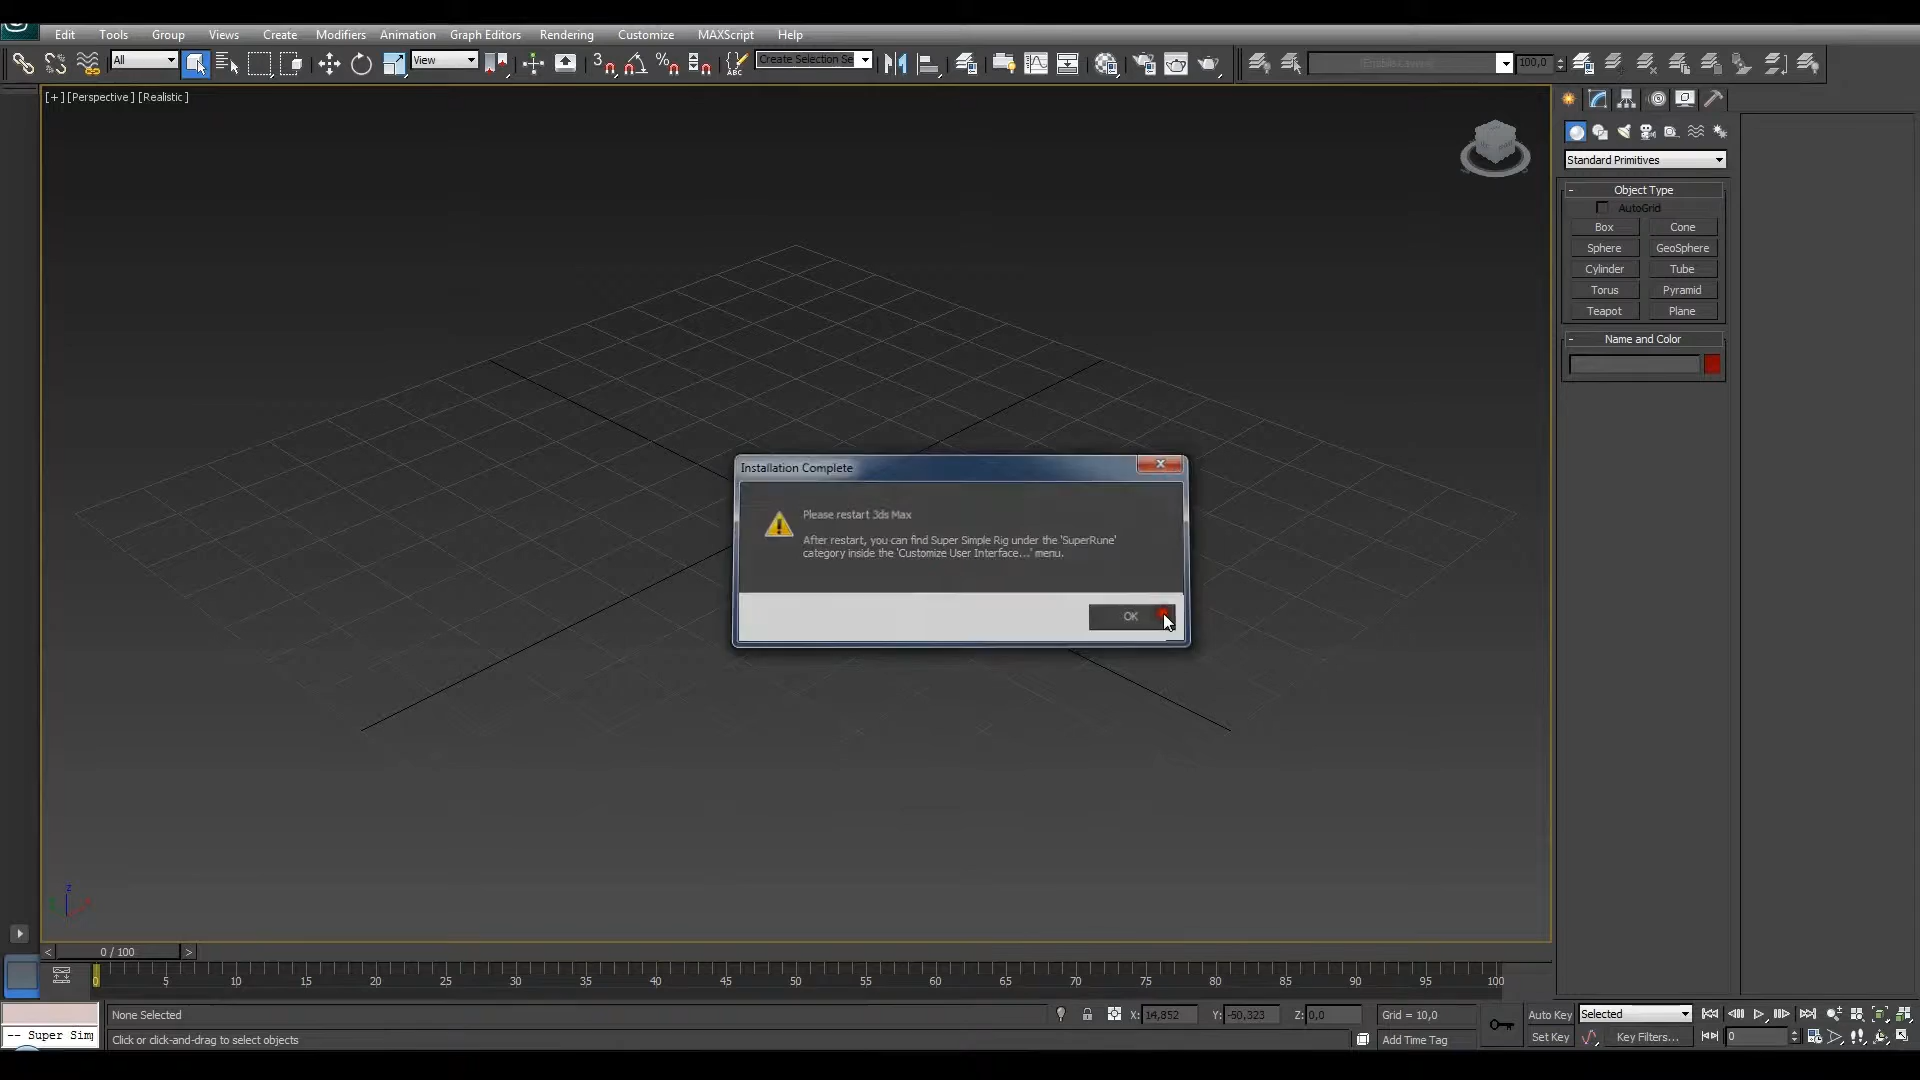 Edit Tools Group Views Create Modifiers Animation Graph Editors Rendering Customize MAXScript Help
All View Create Selection Se 100,0
[+] [Perspective] [Realistic]
Standard Primitives
- Object Type
AutoGrid
Box Cone
Sphere GeoSphere
Cylinder Tube
Torus Pyramid
Teapot Plane
- Name and Color
Installation Complete
Please restart 3ds Max
After restart, you can find Super Simple Rig under the 'SuperRune'
category inside the 'Customize User Interface...' menu.
OK
z
< 0 / 100 >
0 5 10 15 20 25 30 35 40 45 50 55 60 65 70 75 80 85 90 95 100
None Selected X: 14,852 Y: -50,323 Z: 0,0 Grid = 10,0 Auto Key Selected
-- Super Sim Click or click-and-drag to select objects Add Time Tag Set Key Key Filters... 0